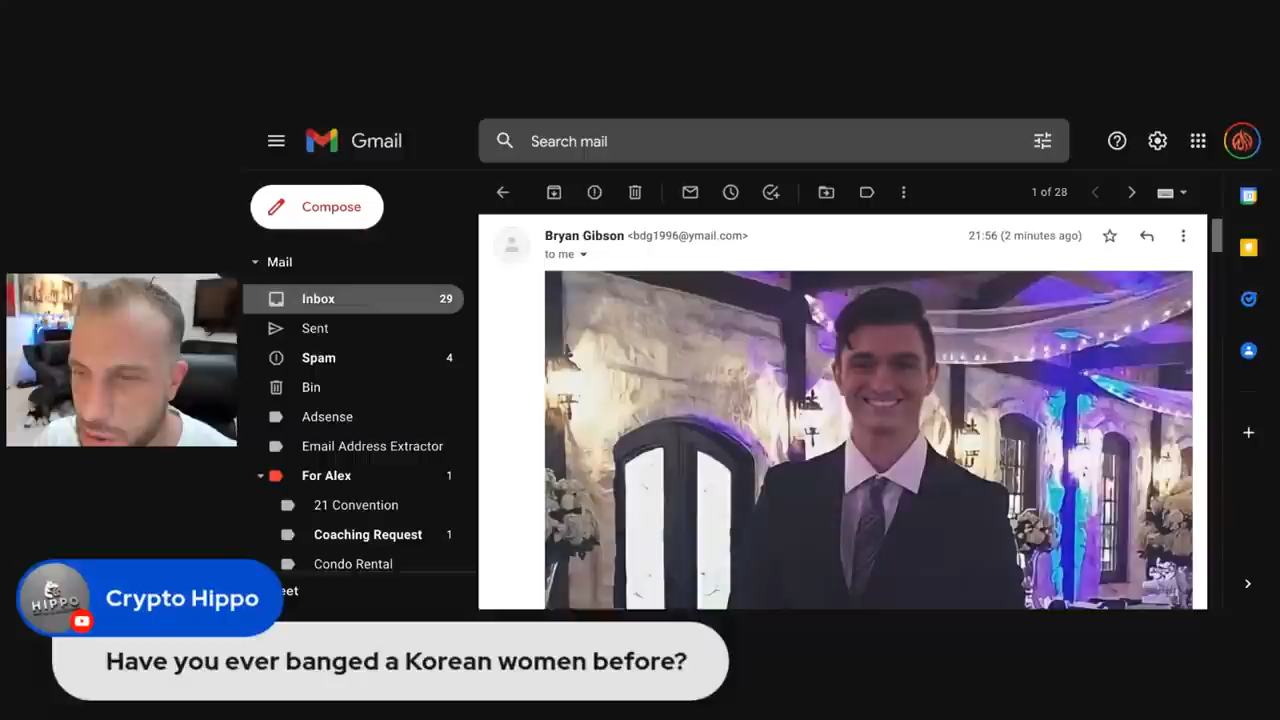 Gmail
Search mail
Compose
1 of 28
Mail
Bryan Gibson <bdg1996@ymail.com>
21:56 (2 minutes ago)
to me
Inbox 29
Sent
Spam 4
Bin
Adsense
Email Address Extractor
For Alex 1
21 Convention
Coaching Request 1
Condo Rental
eet
HIPPO
Crypto Hippo
Have you ever banged a Korean women before?